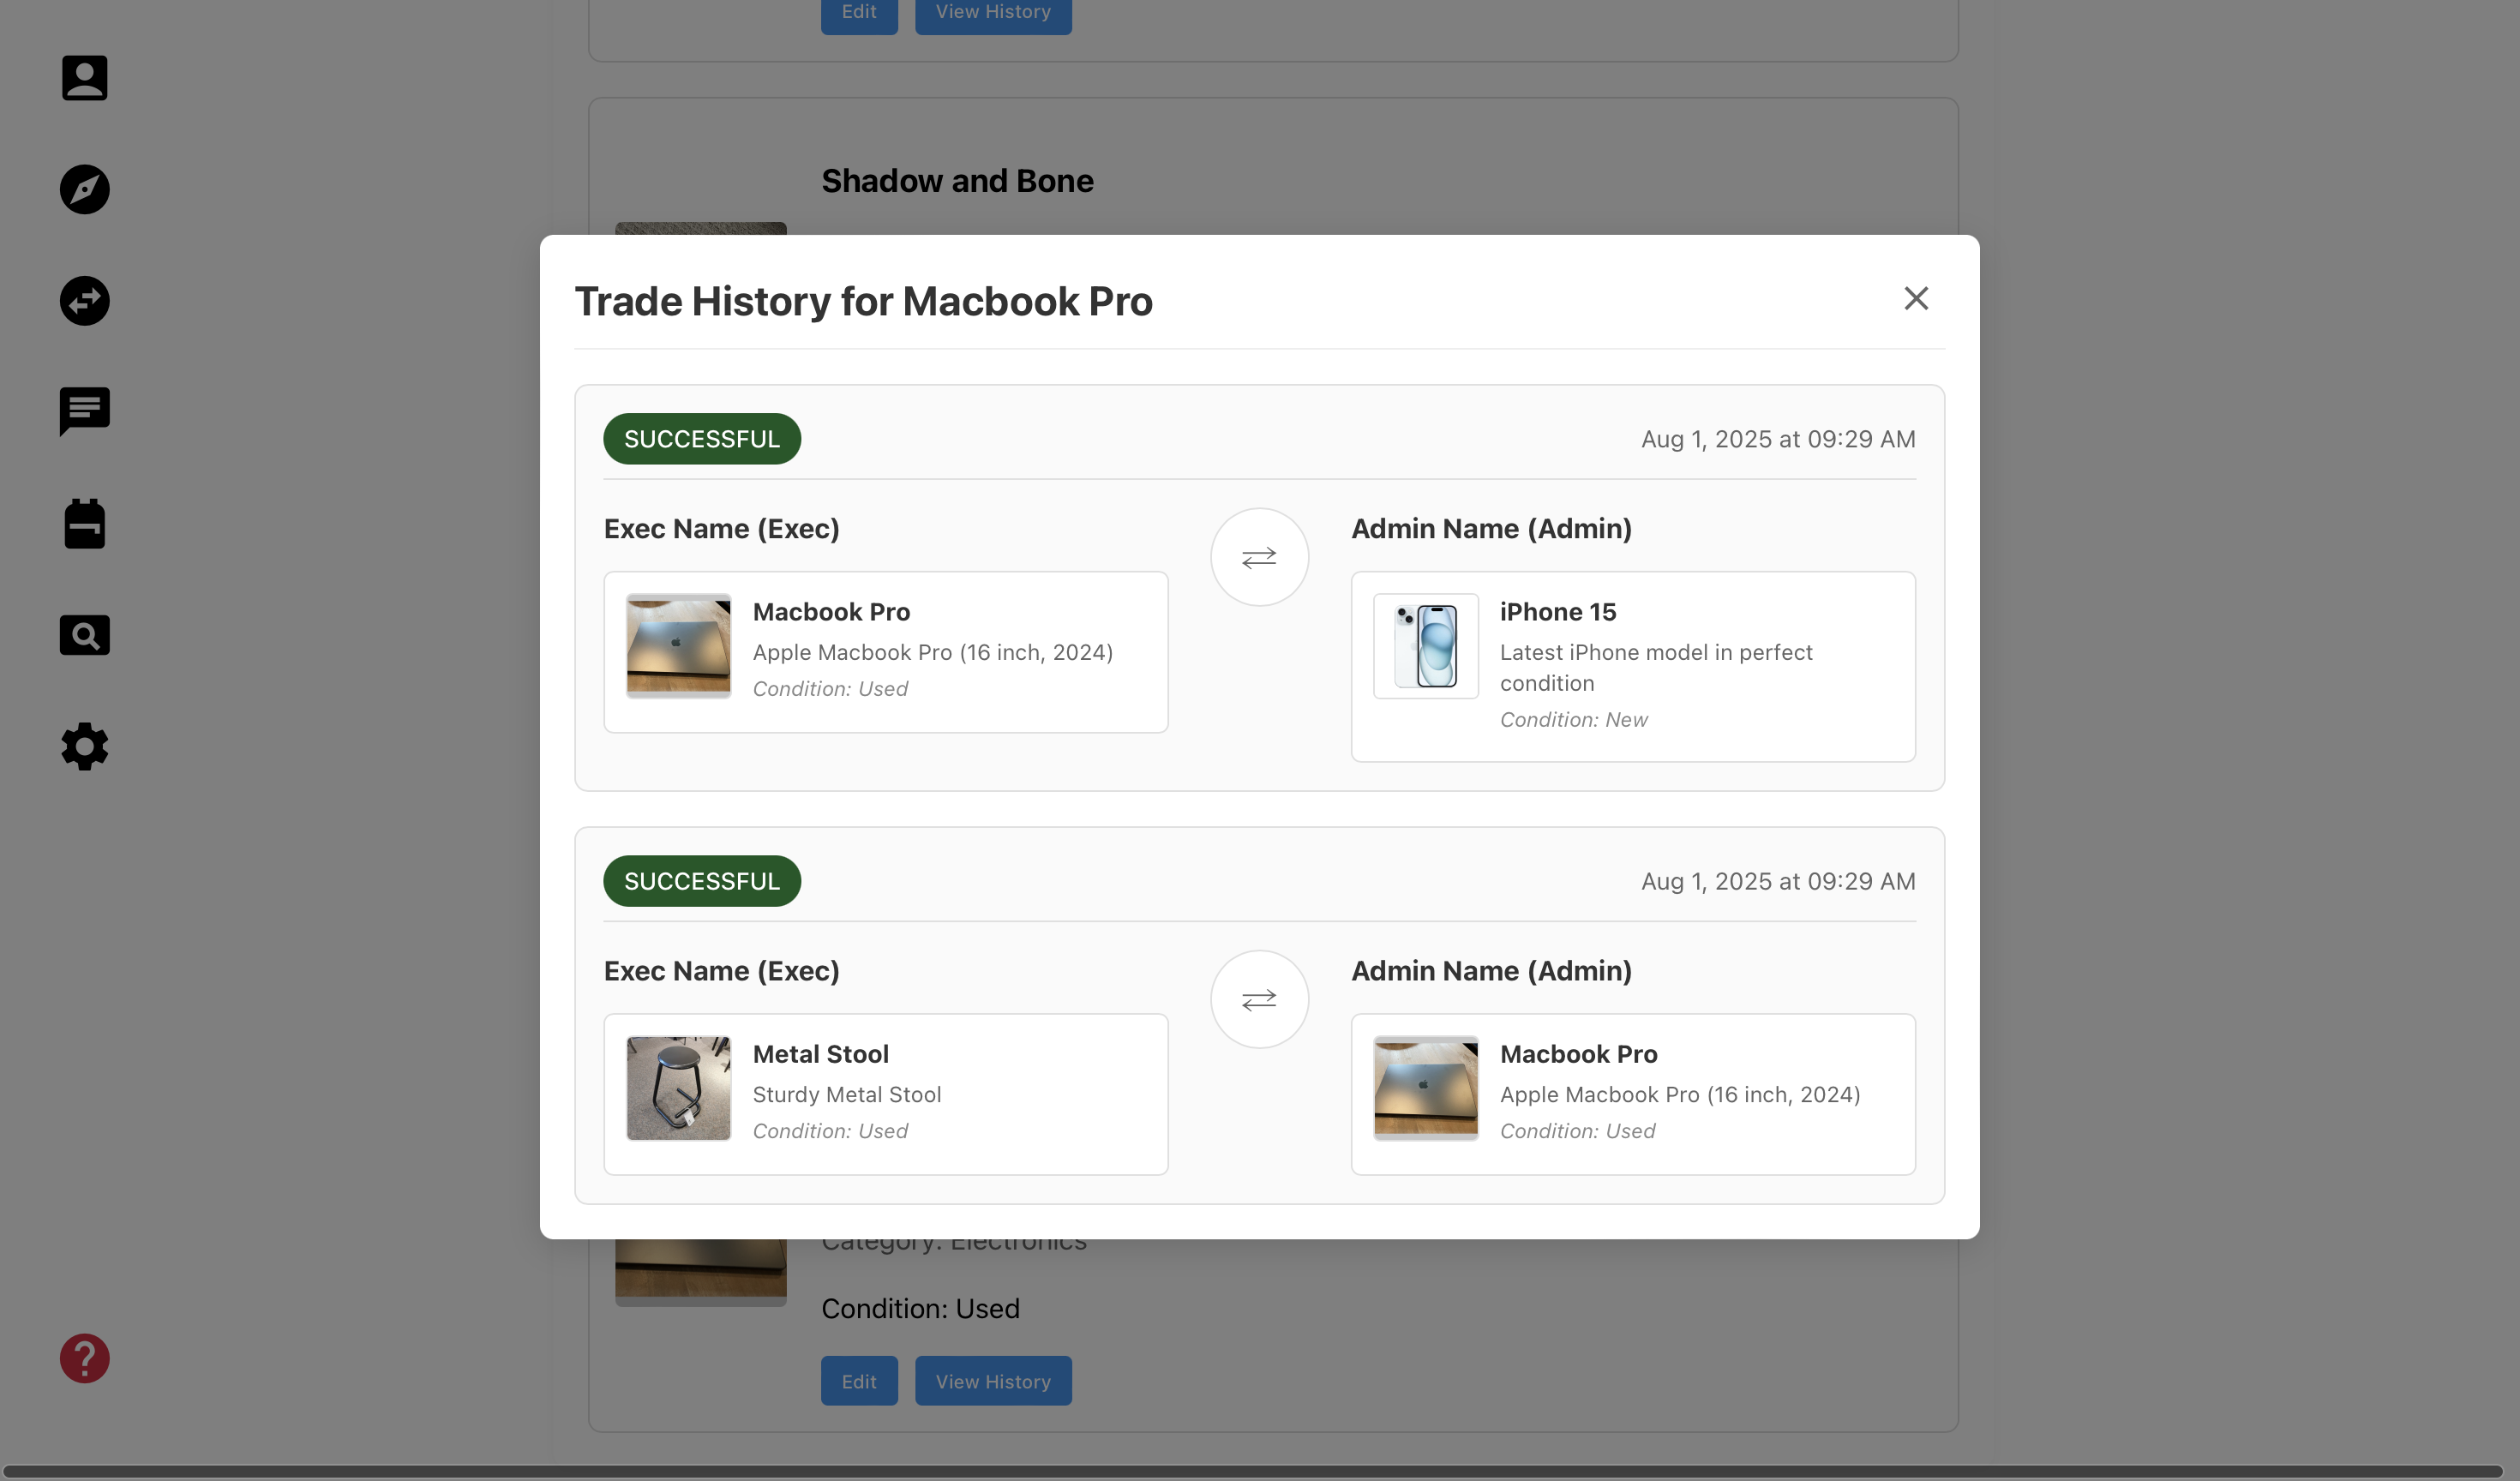 Edit View History
Shadow and Bone
Trade History for Macbook Pro
SUCCESSFUL Aug 1, 2025 at 09:29 AM
Exec Name (Exec) Admin Name (Admin)
Macbook Pro
Apple Macbook Pro (16 inch, 2024)
Condition: Used
iPhone 15
Latest iPhone model in perfect
condition
Condition: New
SUCCESSFUL Aug 1, 2025 at 09:29 AM
Exec Name (Exec) Admin Name (Admin)
Metal Stool
Sturdy Metal Stool
Condition: Used
Macbook Pro
Apple Macbook Pro (16 inch, 2024)
Condition: Used
Category: Electronics
Condition: Used
Edit View History